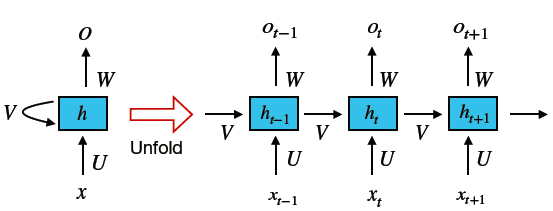 o o_{t-1} o_t o_{t+1}
W W W W
V h h_{t-1} h_t h_{t+1}
V V V
Unfold
U U U U
x x_{t-1} x_t x_{t+1}